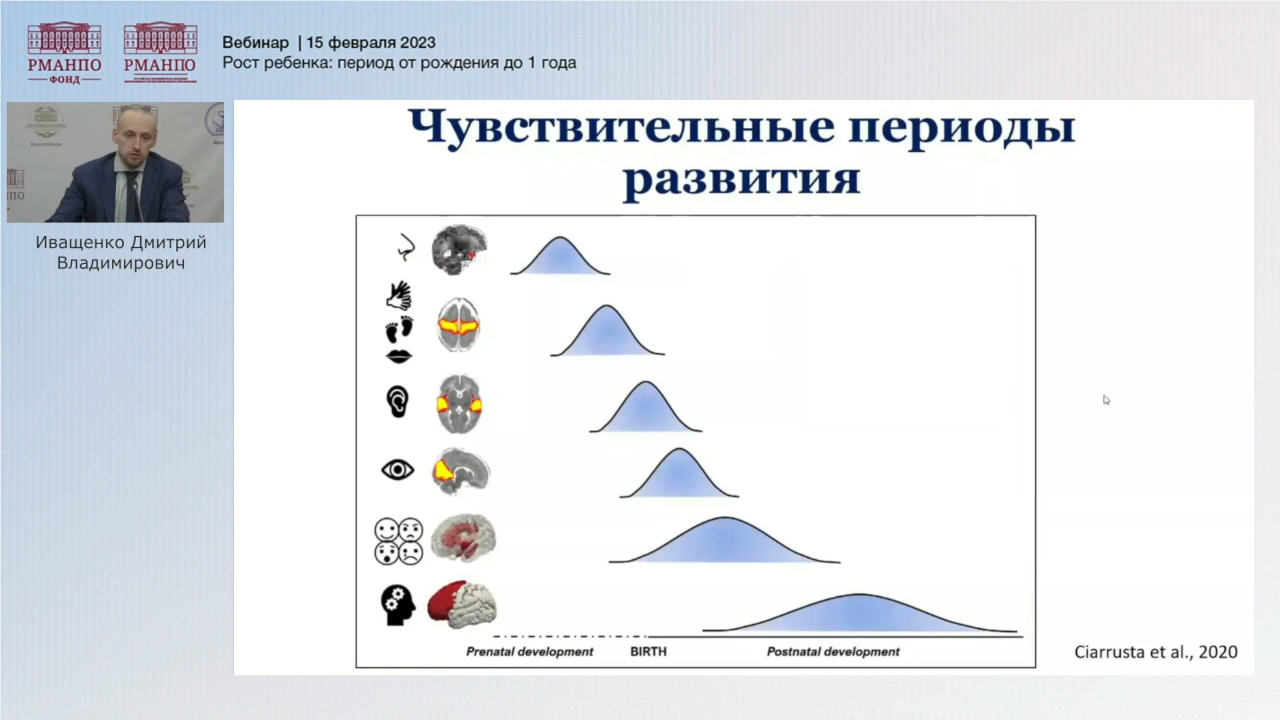 РМАНПО
ФОНД
РМАНПО
Вебинар | 15 февраля 2023
Рост ребенка: период от рождения до 1 года
Иващенко Дмитрий
Владимирович
Чувствительные периоды
развития
Prenatal development
BIRTH
Postnatal development
Ciarrusta et al., 2020